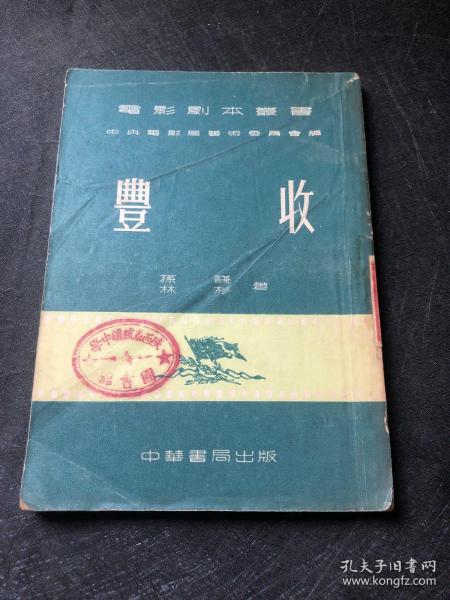 電影劇本叢書
中央電影局藝術委員會編
豐收
孫謙
林杉
著
中華書局出版
孔夫子旧书网
www.kongfz.com